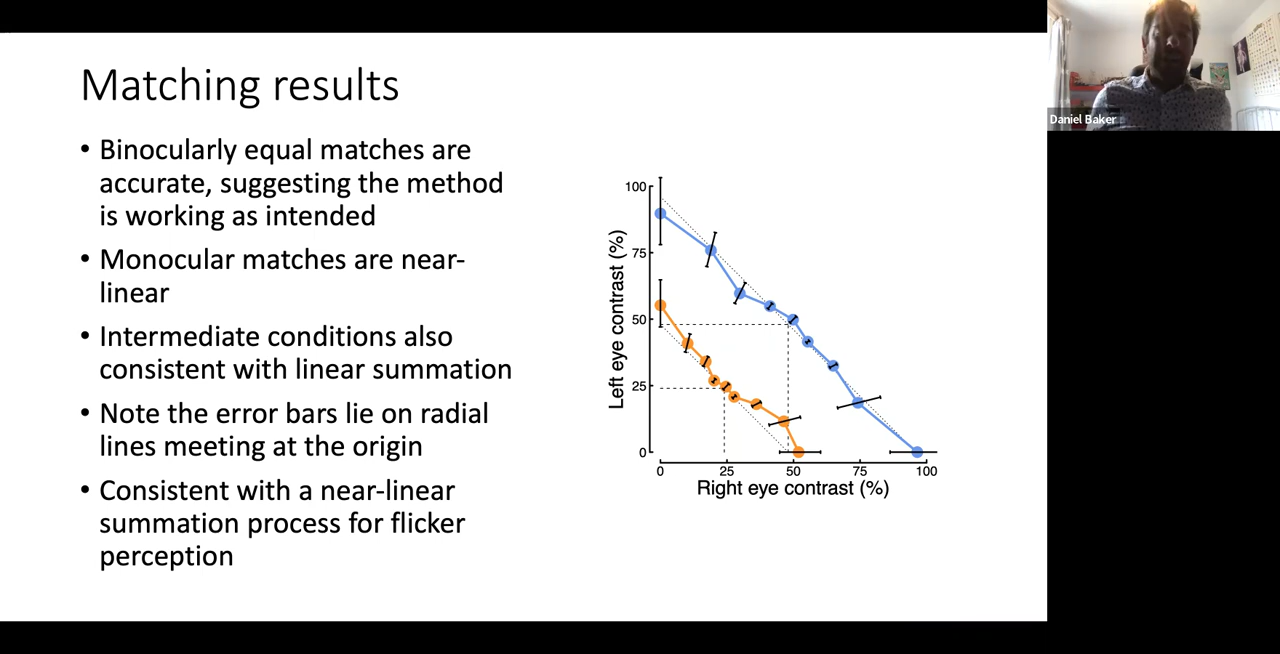 Matching results
• Binocularly equal matches are
accurate, suggesting the method
is working as intended
• Monocular matches are near-
linear
• Intermediate conditions also
consistent with linear summation
• Note the error bars lie on radial
lines meeting at the origin
• Consistent with a near-linear
summation process for flicker
perception
100
75
50
25
0
Left eye contrast (%)
0 25 50 75 100
Right eye contrast (%)
Daniel Baker